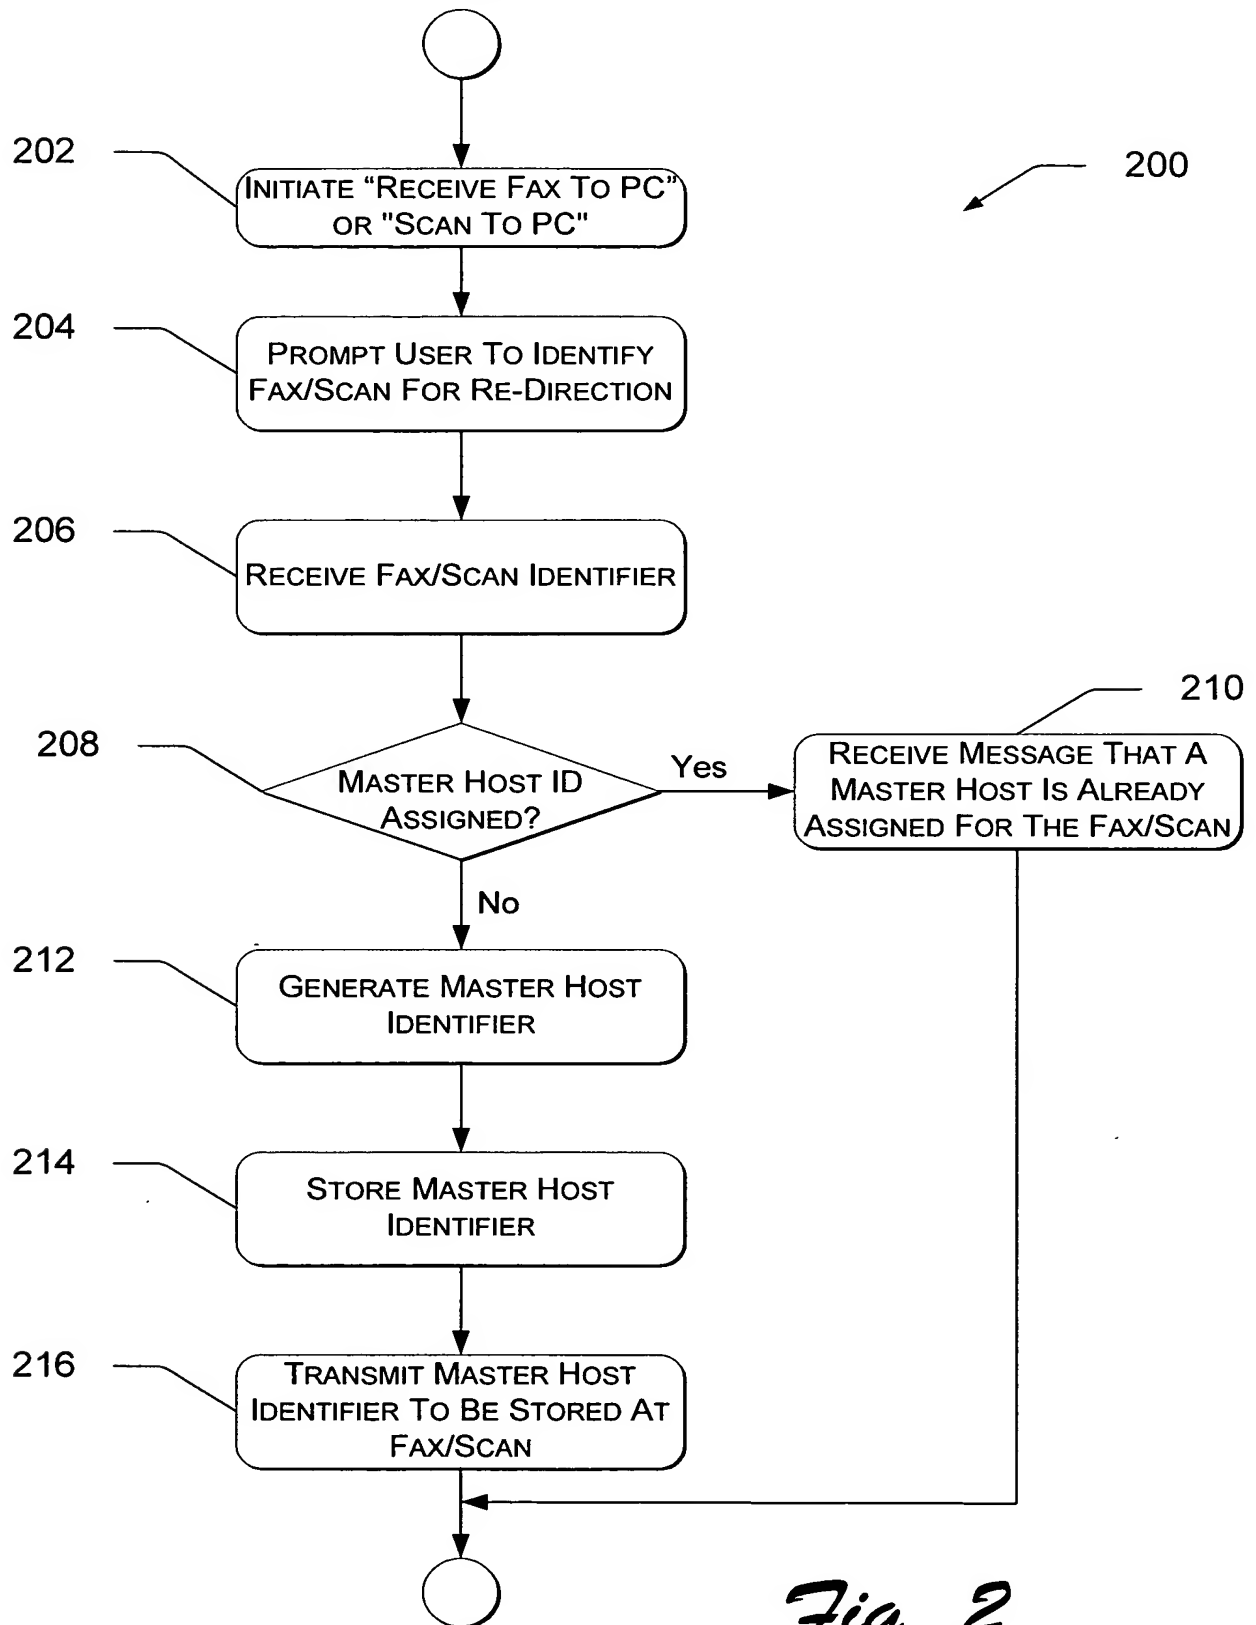 202
INITIATE “RECEIVE FAX TO PC”
OR "SCAN TO PC"
200
204
PROMPT USER TO IDENTIFY
FAX/SCAN FOR RE-DIRECTION
206
RECEIVE FAX/SCAN IDENTIFIER
208
MASTER HOST ID
ASSIGNED?
Yes
210
RECEIVE MESSAGE THAT A
MASTER HOST IS ALREADY
ASSIGNED FOR THE FAX/SCAN
No
212
GENERATE MASTER HOST
IDENTIFIER
214
STORE MASTER HOST
IDENTIFIER
216
TRANSMIT MASTER HOST
IDENTIFIER TO BE STORED AT
FAX/SCAN
Fig. 2